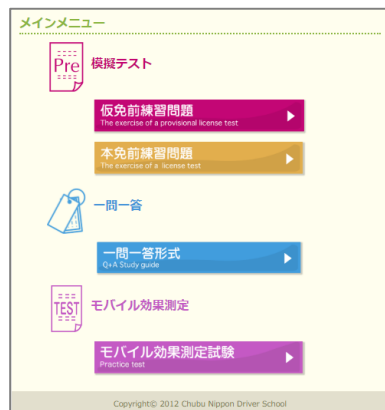 メインメニュー
Pre
模擬テスト
仮免前練習問題
The exercise of a provisional license test
本免前練習問題
The exercise of a license test
一問一答
一問一答形式
Q+A Study guide
TEST
モバイル効果測定
モバイル効果測定試験
Practice test
Copyright© 2012 Chubu Nippon Driver School